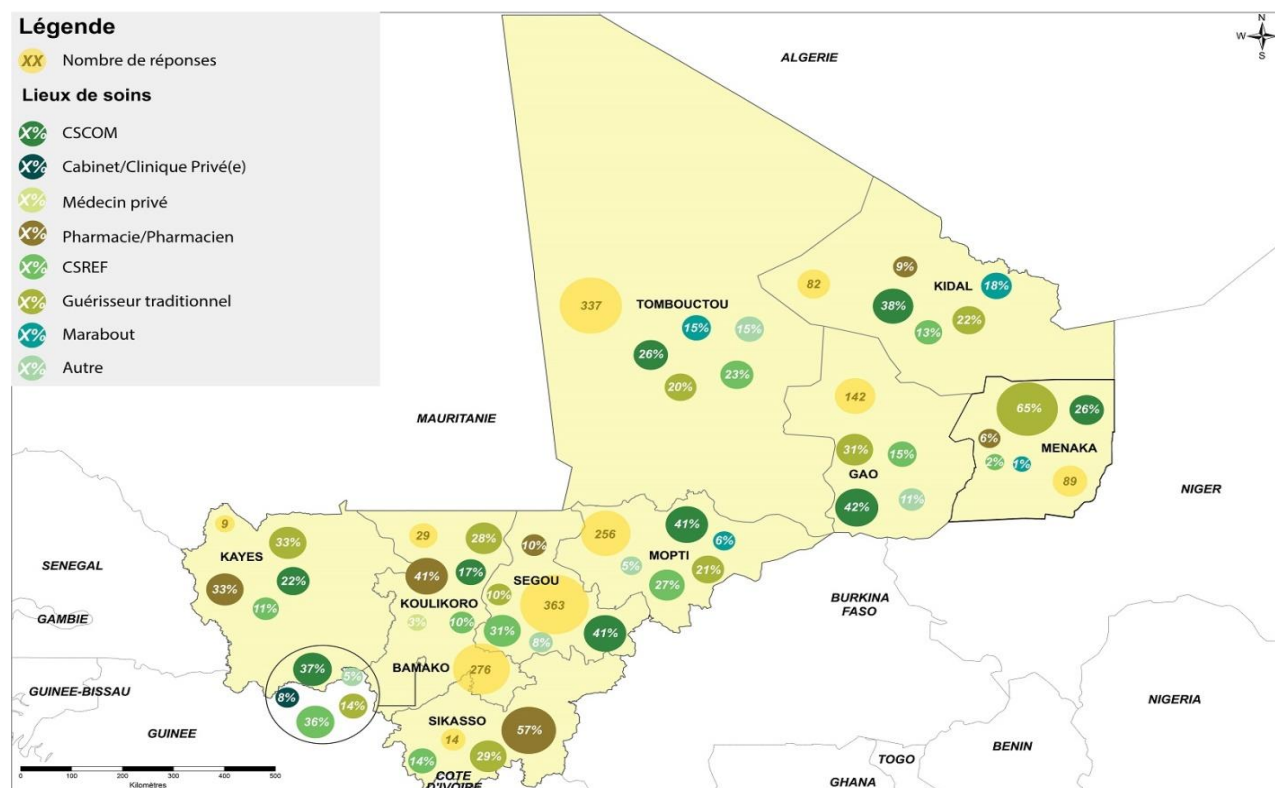 Légende
XX Nombre de réponses
Lieux de soins
X% CSCOM
X% Cabinet/Clinique Privé(e)
X% Médecin privé
X% Pharmacie/Pharmacien
X% CSREF
X% Guérisseur traditionnel
X% Marabout
X% Autre
N
W E
S
ALGERIE
MAURITANIE
SENEGAL
GAMBIE
GUINEE-BISSAU
GUINEE
COTE
D'IVOIRE
BURKINA
FASO
GHANA
TOGO
BENIN
NIGERIA
NIGER
TOMBOUCTOU
337
15%
15%
26%
20%
23%
KIDAL
82
9%
18%
38%
22%
13%
GAO
142
31%
15%
42%
11%
MENAKA
65%
26%
6%
2%
1%
89
MOPTI
256
41%
6%
5%
27%
21%
SEGOU
10%
10%
363
31%
8%
41%
KOULIKORO
29
28%
41%
17%
3%
10%
KAYES
9
33%
33%
22%
11%
BAMAKO
276
37%
5%
8%
14%
36%
SIKASSO
14
57%
14%
29%
0 100 200 300 400 500
Kilomètres